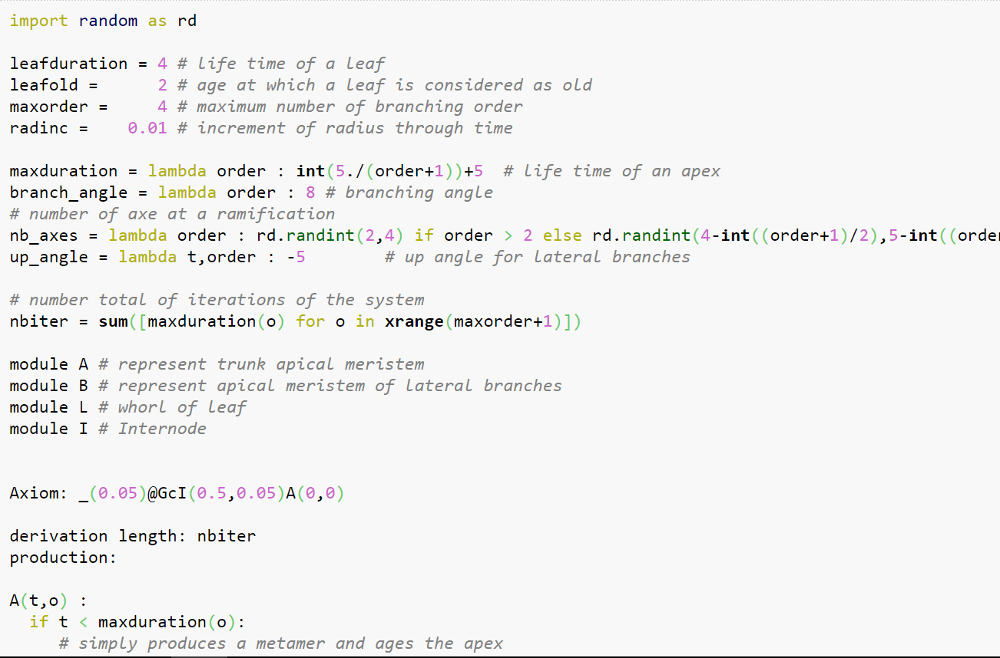 import random as rd
leafduration = 4 # life time of a leaf
leafold =      2 # age at which a leaf is considered as old
maxorder =     4 # maximum number of branching order
radinc =    0.01 # increment of radius through time
maxduration = lambda order : int(5./(order+1))+5  # life time of an apex
branch_angle = lambda order : 8 # branching angle
# number of axe at a ramification
nb_axes = lambda order : rd.randint(2,4) if order > 2 else rd.randint(4-int((order+1)/2),5-int((order
up_angle = lambda t,order : -5        # up angle for lateral branches
# number total of iterations of the system
nbiter = sum([maxduration(o) for o in xrange(maxorder+1)])
module A # represent trunk apical meristem
module B # represent apical meristem of lateral branches
module L # whorl of leaf
module I # Internode
Axiom: _(0.05)@GcI(0.5,0.05)A(0,0)
derivation length: nbiter
production:
A(t,o) :
  if t < maxduration(o):
     # simply produces a metamer and ages the apex